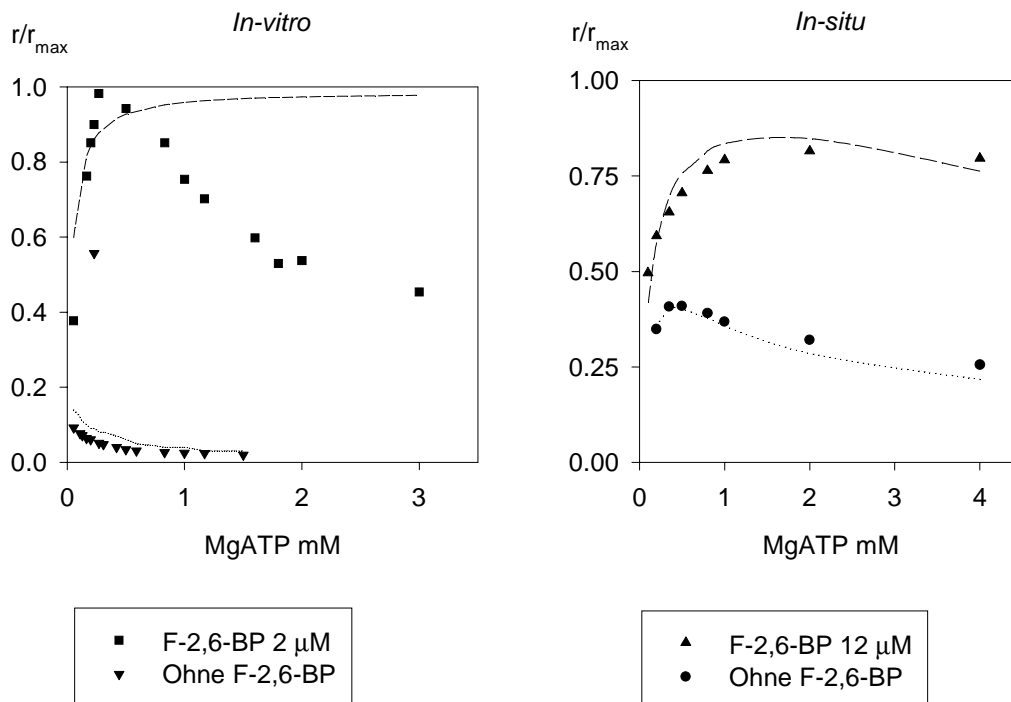 In-vitro
r/rmax
1.0
0.8
0.6
0.4
0.2
0.0
0 1 2 3
MgATP mM
■ F-2,6-BP 2 μM
▼ Ohne F-2,6-BP
In-situ
r/rmax
1.00
0.75
0.50
0.25
0.00
0 1 2 3 4
MgATP mM
▲ F-2,6-BP 12 μM
● Ohne F-2,6-BP